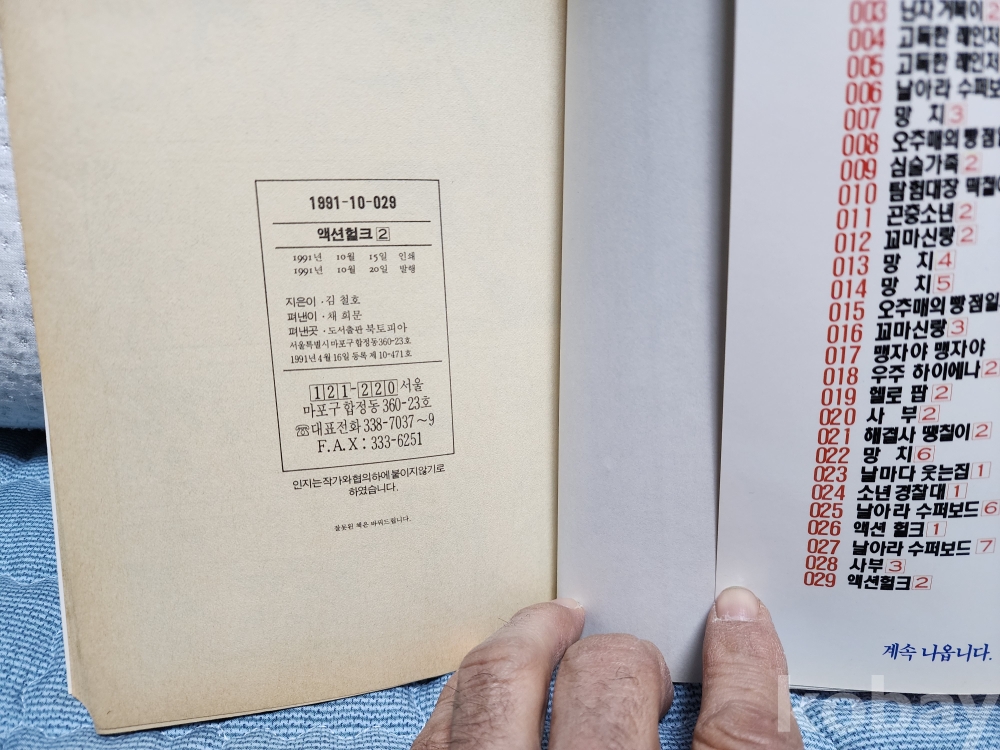 1991-10-029
액션헐크 2
1991년 10월 15일 인쇄
1991년 10월 20일 발행
지은이·김 철호
펴낸이·채 희문
펴낸곳·도서출판 북토피아
서울특별시 마포구 합정동360-23호
1991년 4월 16일 등록 제 10-471호
121-220 서울
마포구 합정동 360-23호
☎대표전화 338-7037~9
F.A.X : 333-6251
인지는 작가와 협의하에 붙이지 않기로
하였습니다.
잘못된 책은 바꿔드립니다.
003 닌자 거북이 2
004 고독한 레인저
005 고독한 레인저
006 날아라 수퍼보
007 망 치 3
008 오추매의 빵점일
009 심술가족 2
010 탐험대장 떡철이
011 곤충소년 2
012 꼬마신랑 2
013 망 치 4
014 망 치 5
015 오추매의 빵점일
016 꼬마신랑 3
017 맹자야 맹자야
018 우주 하이에나 2
019 헬로 팝 2
020 사 부 2
021 해결사 땡칠이 2
022 망 치 6
023 날마다 웃는집 1
024 소년 경찰대 1
025 날아라 수퍼보드 6
026 액션 헐크 1
027 날아라 수퍼보드 7
028 사부 3
029 액션헐크 2
계속 나옵니다.
kobay